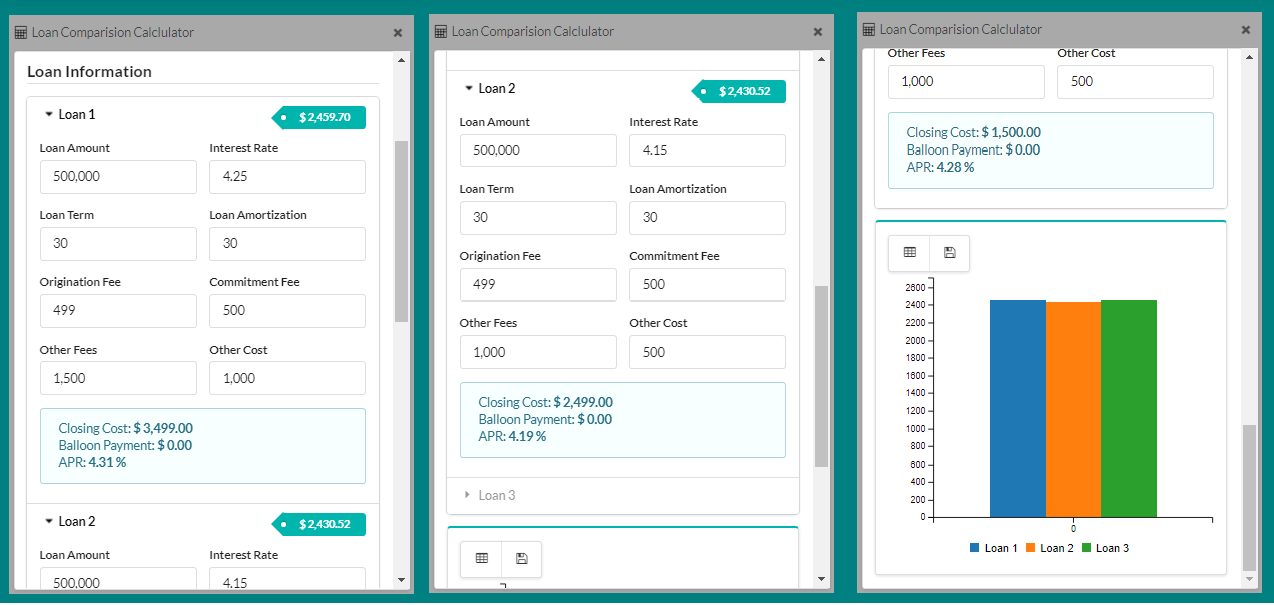 Loan Comparision Calclulator
Loan Information
Loan 1
$ 2,459.70
Loan Amount Interest Rate
500,000 4.25
Loan Term Loan Amortization
30 30
Origination Fee Commitment Fee
499 500
Other Fees Other Cost
1,500 1,000
Closing Cost: $ 3,499.00
Balloon Payment: $ 0.00
APR: 4.31 %
Loan 2
$ 2,430.52
Loan Amount Interest Rate
500,000 4.15
Loan Comparision Calclulator
Loan 2
$ 2,430.52
Loan Amount Interest Rate
500,000 4.15
Loan Term Loan Amortization
30 30
Origination Fee Commitment Fee
499 500
Other Fees Other Cost
1,000 500
Closing Cost: $ 2,499.00
Balloon Payment: $ 0.00
APR: 4.19 %
Loan 3
Loan Comparision Calclulator
Other Fees Other Cost
1,000 500
Closing Cost: $ 1,500.00
Balloon Payment: $ 0.00
APR: 4.28 %
2600
2400
2200
2000
1800
1600
1400
1200
1000
800
600
400
200
0
0
Loan 1 Loan 2 Loan 3